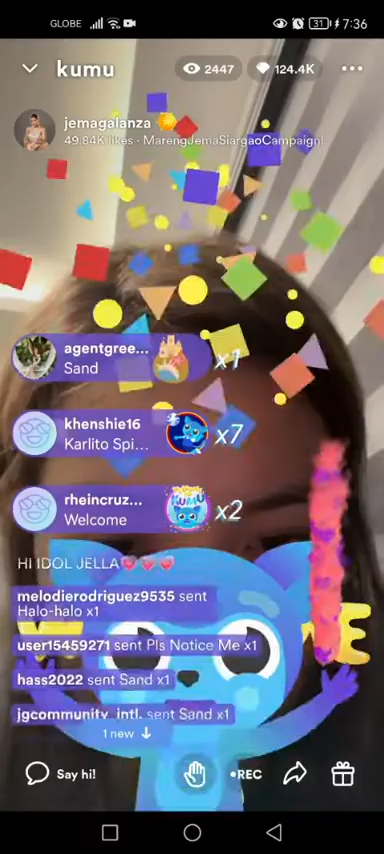 GLOBE
31
7:36
kumu
2447
124.4K
jemagalanza
49.84K likes · MarengJemaSiargaoCampaign!
agentgree...
Sand
x1
khenshie16
Karlito Spi...
x7
rheincruz...
Welcome
KUMU
x2
HI IDOL JELLA
melodierodriguez9535 sent
Halo-halo x1
user15459271 sent Pls Notice Me x1
hass2022 sent Sand x1
jgcommunity_intl. sent Sand x1
1 new
Say hi!
•REC